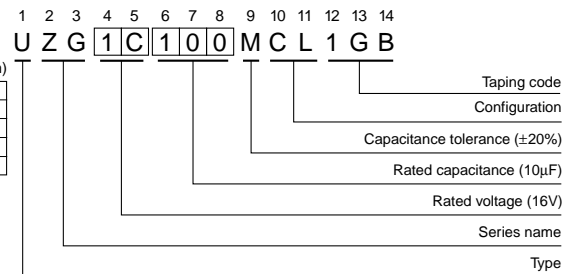 1 2 3 4 5 6 7 8 9 10 11 12 13 14
U Z G 1 C 1 0 0 M C L 1 G B
)
Taping code
Configuration
Capacitance tolerance (±20%)
Rated capacitance (10µF)
Rated voltage (16V)
Series name
Type